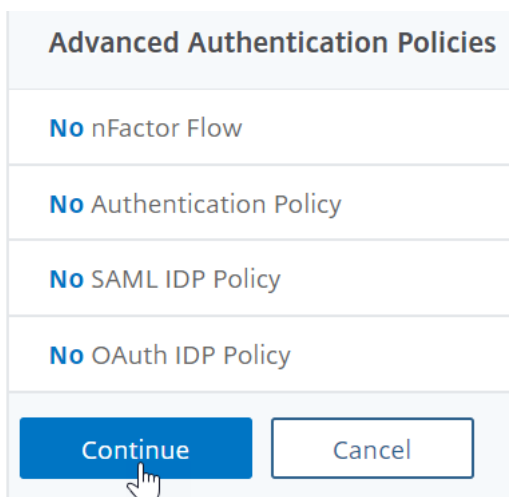 Advanced Authentication Policies
No nFactor Flow
No Authentication Policy
No SAML IDP Policy
No OAuth IDP Policy
Continue
Cancel